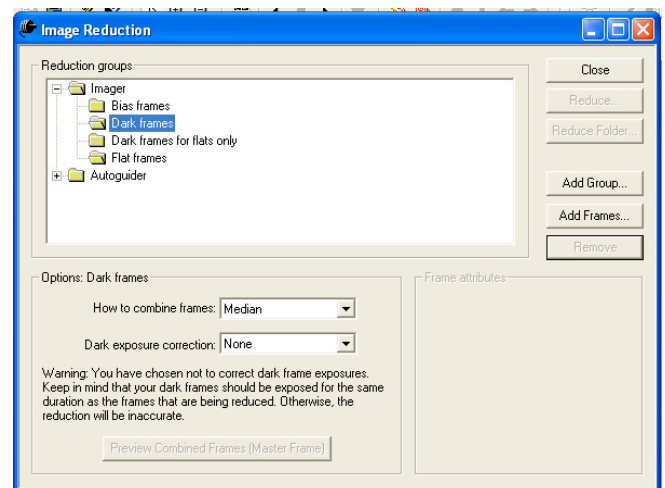 Image Reduction
Reduction groups
Imager
Bias frames
Dark frames
Dark frames for flats only
Flat frames
Autoguider
Close
Reduce...
Reduce Folder...
Add Group...
Add Frames...
Remove
Options: Dark frames
How to combine frames: Median
Dark exposure correction: None
Warning: You have chosen not to correct dark frame exposures.
Keep in mind that your dark frames should be exposed for the same
duration as the frames that are being reduced. Otherwise, the
reduction will be inaccurate.
Preview Combined Frames (Master Frame)
Frame attributes